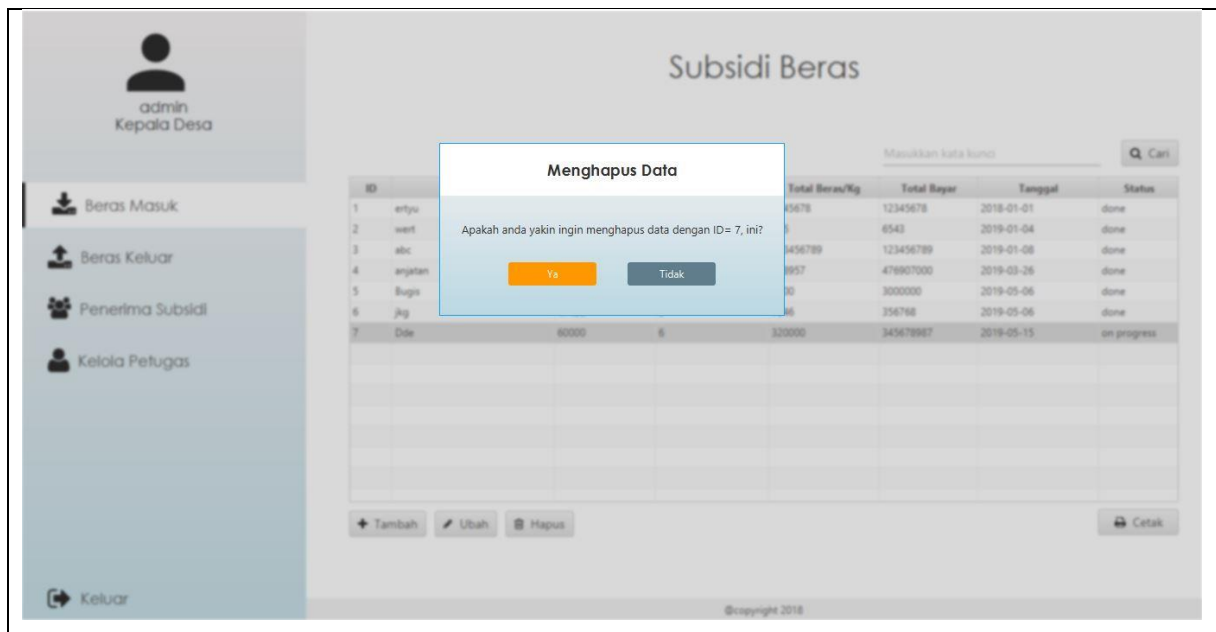 Subsidi Beras
admin
Kepala Desa
Masukkan kata kunci
Cari
Menghapus Data
Apakah anda yakin ingin menghapus data dengan ID= 7, ini?
Ya Tidak
ID Total Beras/Kg Total Bayar Tanggal Status
1 ertyu 12345678 2018-01-01 done
2 wert 6543 2019-01-04 done
3 abc 123456789 2019-01-08 done
4 anjatan 476907000 2019-03-26 done
5 Bugis 3000000 2019-05-06 done
6 jkg 356768 2019-05-06 done
7 Dde 60000 6 320000 345678987 2019-05-15 on progress
Beras Masuk
Beras Keluar
Penerima Subsidi
Kelola Petugas
Tambah Ubah Hapus
Cetak
Keluar
@copyright 2018